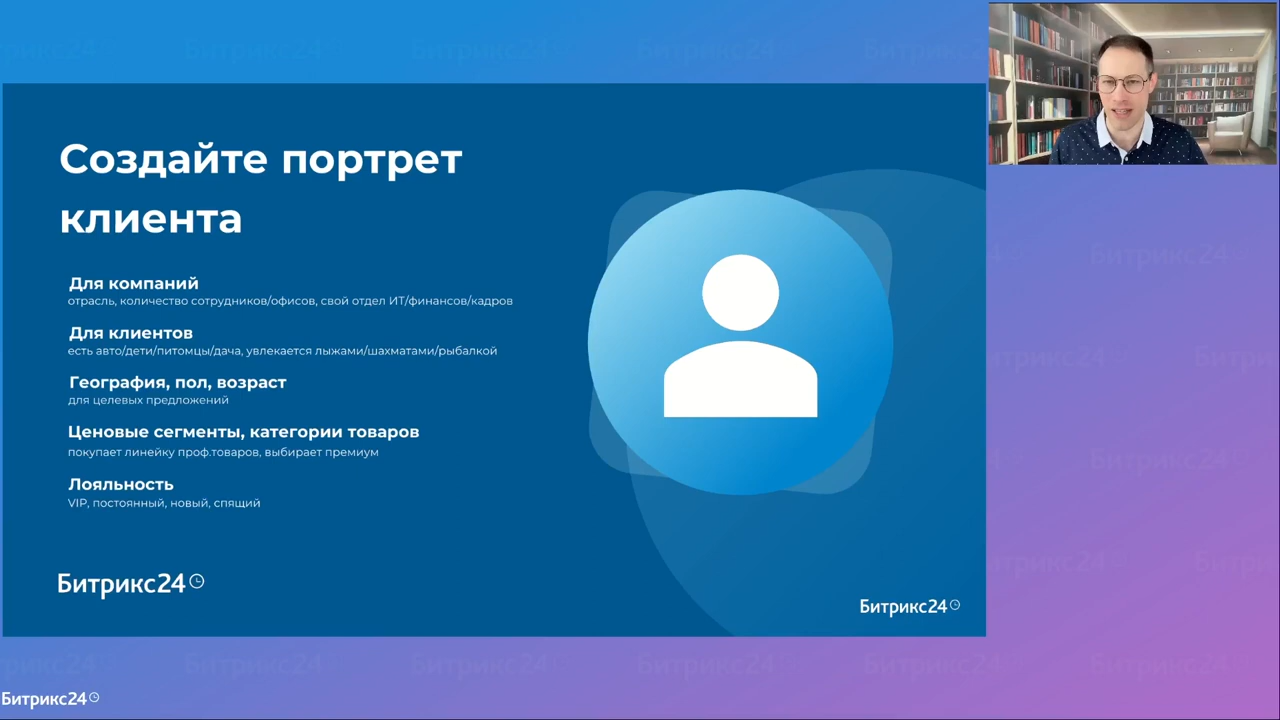 Создайте портрет
клиента
Для компаний
отрасль, количество сотрудников/офисов, свой отдел ИТ/финансов/кадров
Для клиентов
есть авто/дети/питомцы/дача, увлекается лыжами/шахматами/рыбалкой
География, пол, возраст
для целевых предложений
Ценовые сегменты, категории товаров
покупает линейку проф.товаров, выбирает премиум
Лояльность
VIP, постоянный, новый, спящий
Битрикс24
Битрикс24
Битрикс24